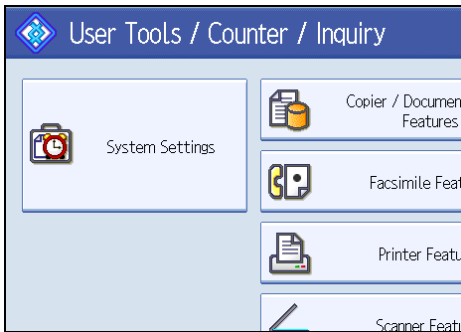 User Tools / Counter / Inquiry
System Settings
Copier / Documen
Features
Facsimile Feat
Printer Featu
Scanner Featu